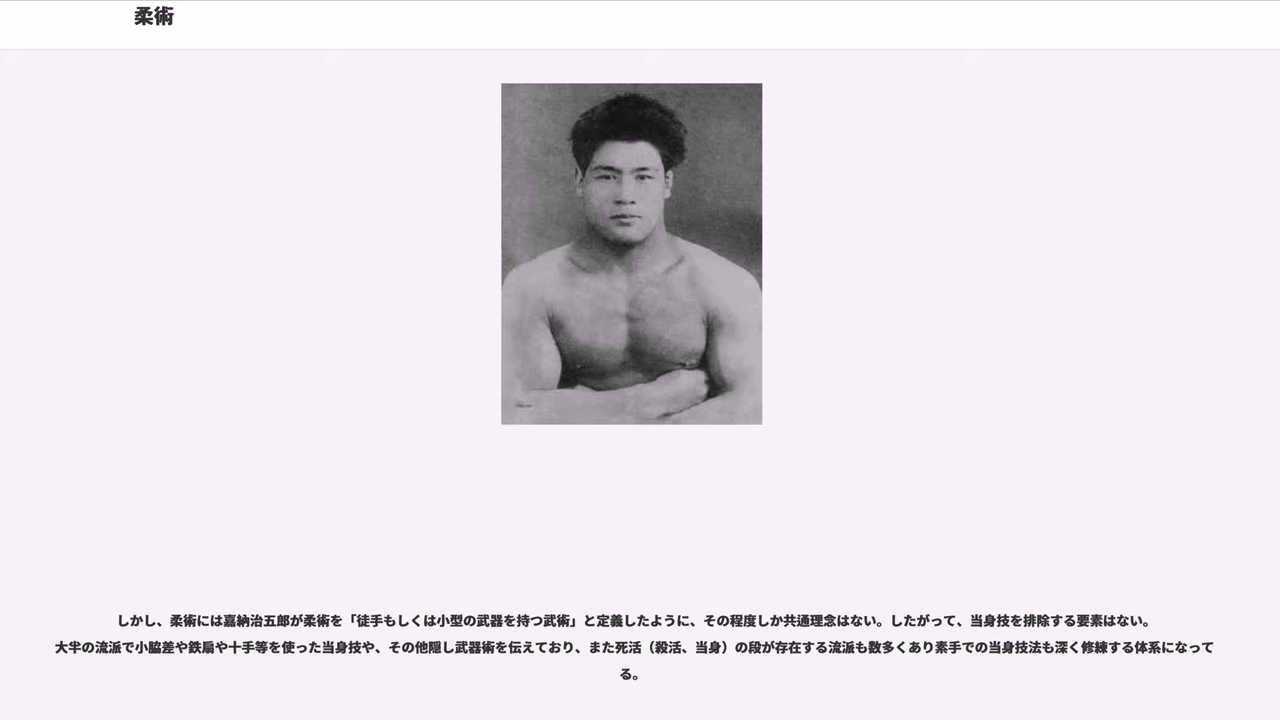 柔術
しかし、柔術には嘉納治五郎が柔術を「徒手もしくは小型の武器を持つ武術」と定義したように、その程度しか共通理念はない。したがって、当身技を排除する要素はない。
大半の流派で小脇差や鉄扇や十手等を使った当身技や、その他隠し武器術を伝えており、また死活（殺活、当身）の段が存在する流派も数多くあり素手での当身技法も深く修練する体系になって
る。